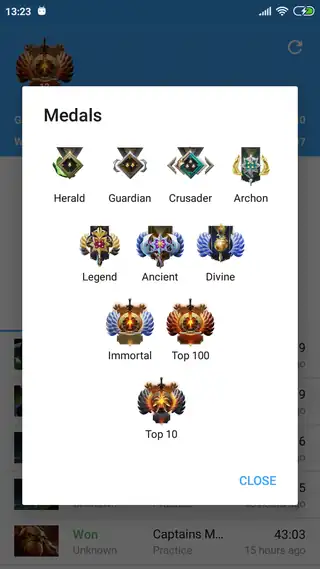 13:23
Medals
Herald Guardian Crusader Archon
Legend Ancient Divine
Immortal Top 100
Top 10
CLOSE
Won Captains M... 43:03
Unknown Practice 15 hours ago